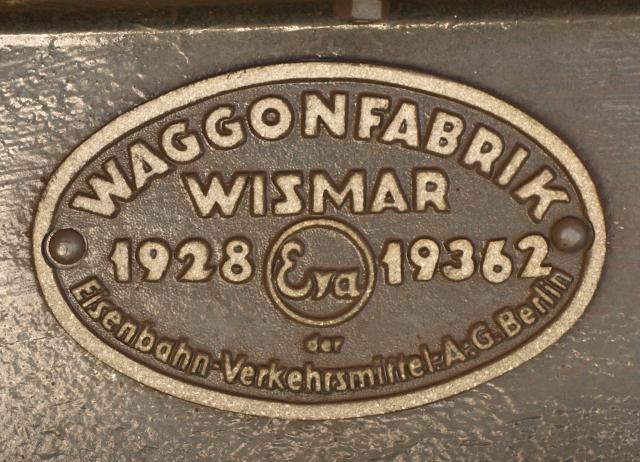 WAGGONFABRIK
WISMAR
1928 Eva 19362
der
Eisenbahn-Verkehrsmittel-A-G. Berlin